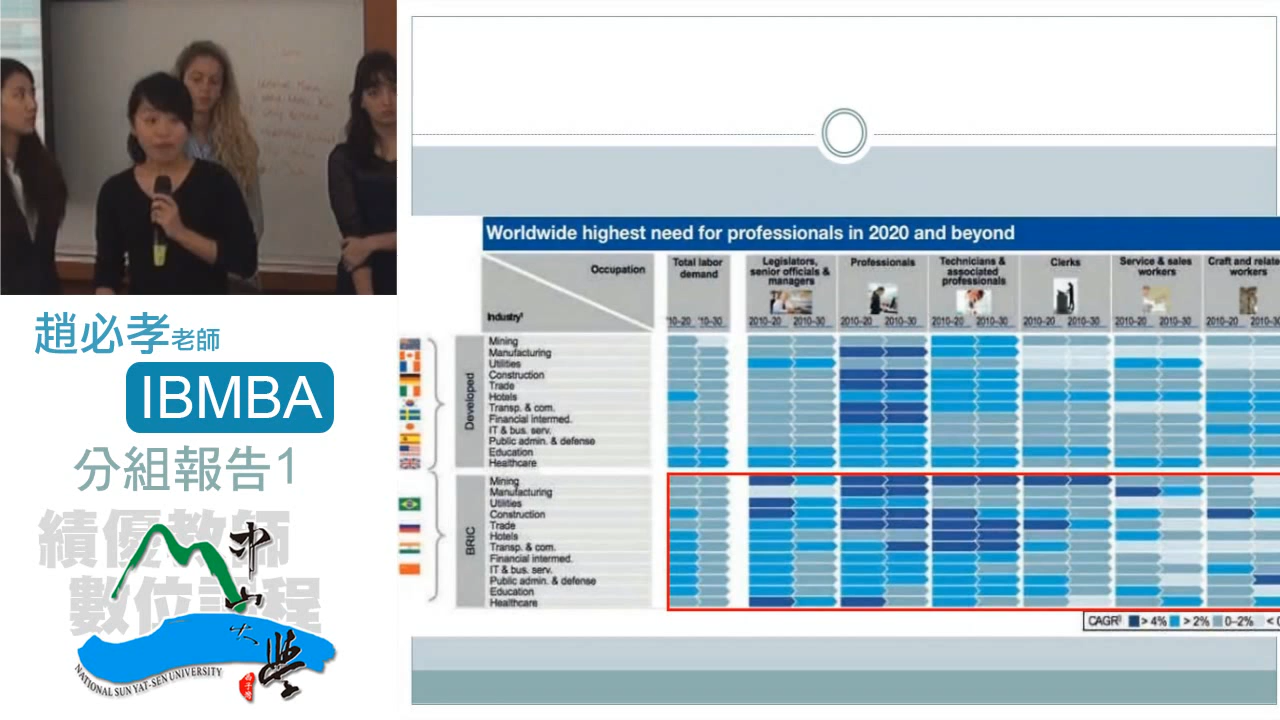 趙必孝老師
IBMBA
分組報告1
績優教師
數位課程
中山大學
NATIONAL SUN YAT-SEN UNIVERSITY
Worldwide highest need for professionals in 2020 and beyond
Occupation
Industry¹
Total labor
demand
Legislators,
senior officials &
managers
Professionals
Technicians &
associated
professionals
Clerks
Service & sales
workers
Craft and relate
workers
'10–20 '10–30
2010–20 2010–30
2010–20 2010–30
2010–20 2010–30
2010–20 2010–30
2010–20 2010–30
2010–20 2010–30
Developed
Mining
Manufacturing
Utilities
Construction
Trade
Hotels
Transp. & com.
Financial intermed.
IT & bus. serv.
Public admin. & defense
Education
Healthcare
BRIC
Mining
Manufacturing
Utilities
Construction
Trade
Hotels
Transp. & com.
Financial intermed.
IT & bus. serv.
Public admin. & defense
Education
Healthcare
CAGR > 4% > 2% 0–2% < 0